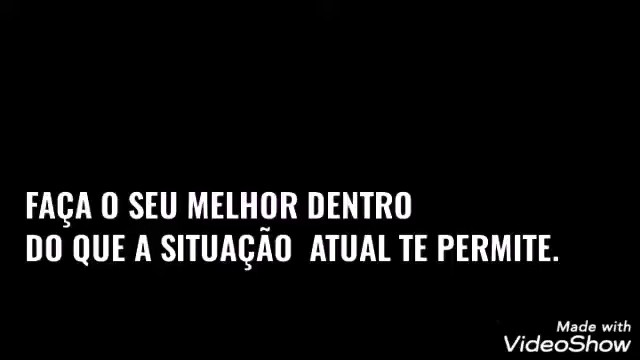 FAÇA O SEU MELHOR DENTRO
DO QUE A SITUAÇÃO  ATUAL TE PERMITE.
Made with
VideoShow